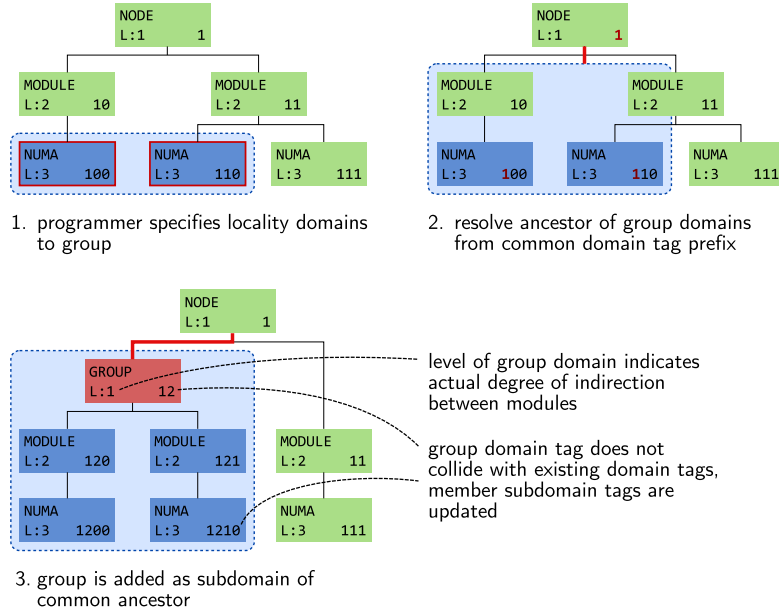 NODE
L:1 1
MODULE
L:2 10
MODULE
L:2 11
NUMA
L:3 100
NUMA
L:3 110
NUMA
L:3 111
1. programmer specifies locality domains
to group
NODE
L:1 1
MODULE
L:2 10
MODULE
L:2 11
NUMA
L:3 100
NUMA
L:3 110
NUMA
L:3 111
2. resolve ancestor of group domains
from common domain tag prefix
NODE
L:1 1
GROUP
L:1 12
MODULE
L:2 120
MODULE
L:2 121
MODULE
L:2 11
NUMA
L:3 1200
NUMA
L:3 1210
NUMA
L:3 111
level of group domain indicates
actual degree of indirection
between modules
group domain tag does not
collide with existing domain tags,
member subdomain tags are
updated
3. group is added as subdomain of
common ancestor